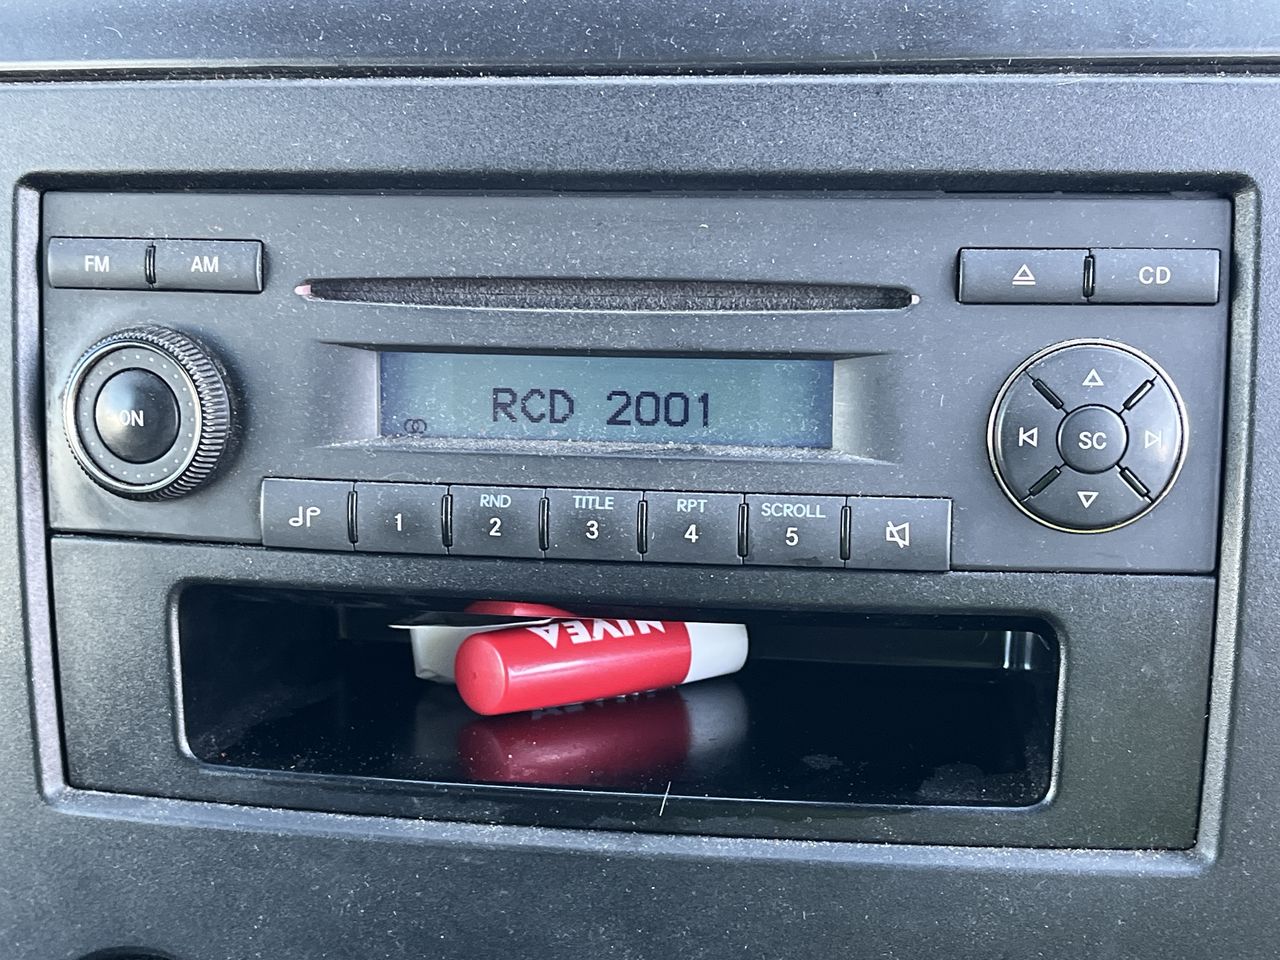 FM AM
CD
RCD 2001
ON
SC
RND TITLE RPT SCROLL
1 2 3 4 5
NIVEA